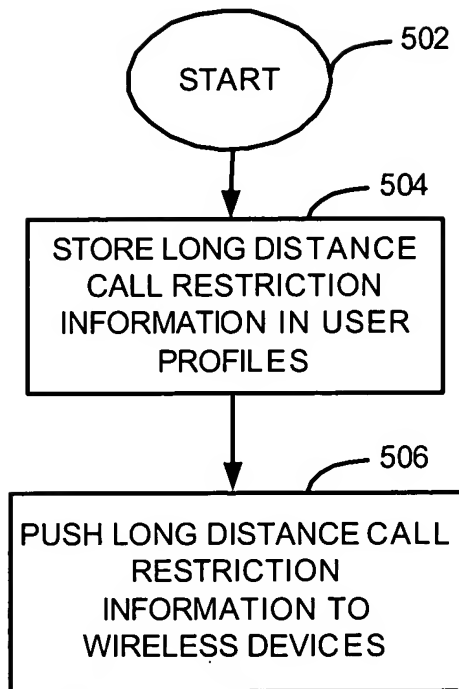 502
START
504
STORE LONG DISTANCE
CALL RESTRICTION
INFORMATION IN USER
PROFILES
506
PUSH LONG DISTANCE CALL
RESTRICTION
INFORMATION TO
WIRELESS DEVICES